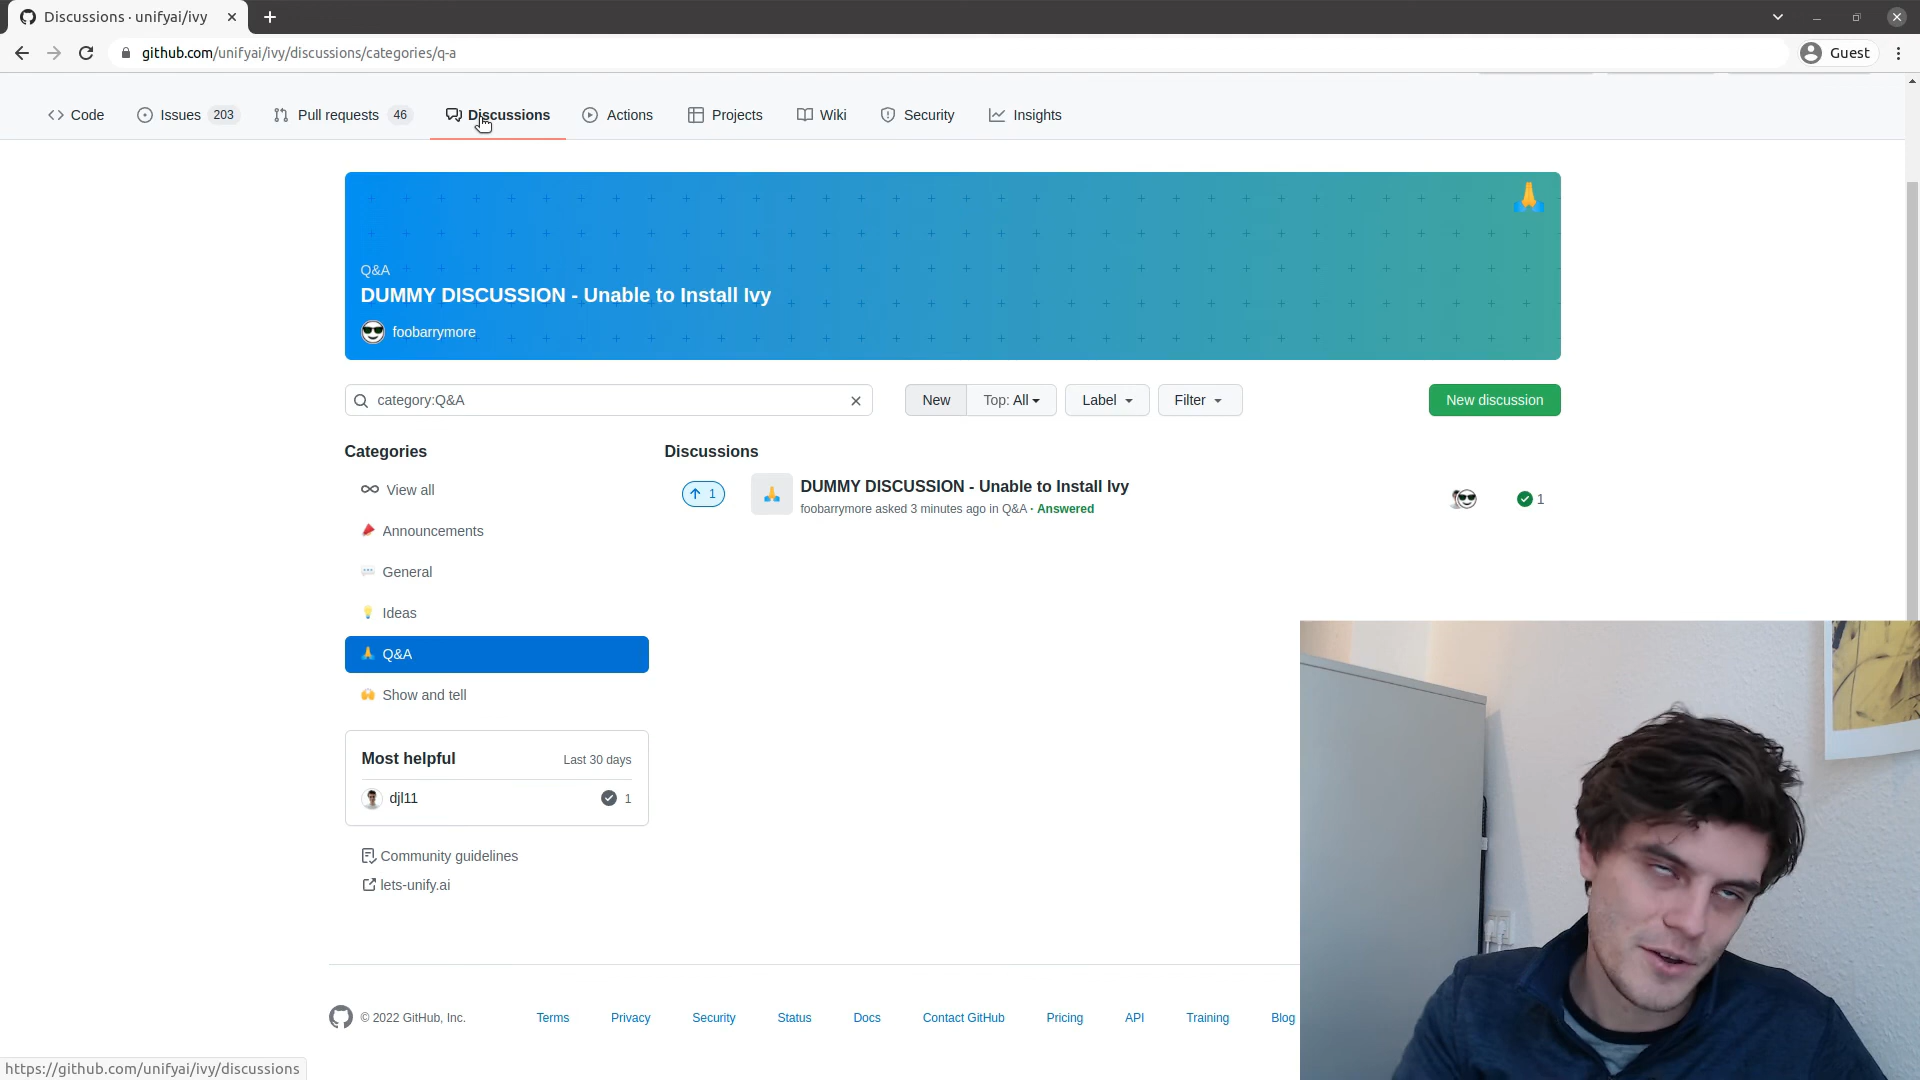 Discussions · unifyai/ivy
github.com/unifyai/ivy/discussions/categories/q-a
Guest
Code
Issues 203
Pull requests 46
Discussions
Actions
Projects
Wiki
Security
Insights
Q&A
DUMMY DISCUSSION - Unable to Install Ivy
foobarrymore
category:Q&A
New
Top: All
Label
Filter
New discussion
Categories
View all
Announcements
General
Ideas
Q&A
Show and tell
Discussions
1
DUMMY DISCUSSION - Unable to Install Ivy
foobarrymore asked 3 minutes ago in Q&A · Answered
1
Most helpful
Last 30 days
djl11
1
Community guidelines
lets-unify.ai
© 2022 GitHub, Inc.
Terms
Privacy
Security
Status
Docs
Contact GitHub
Pricing
API
Training
Blog
https://github.com/unifyai/ivy/discussions